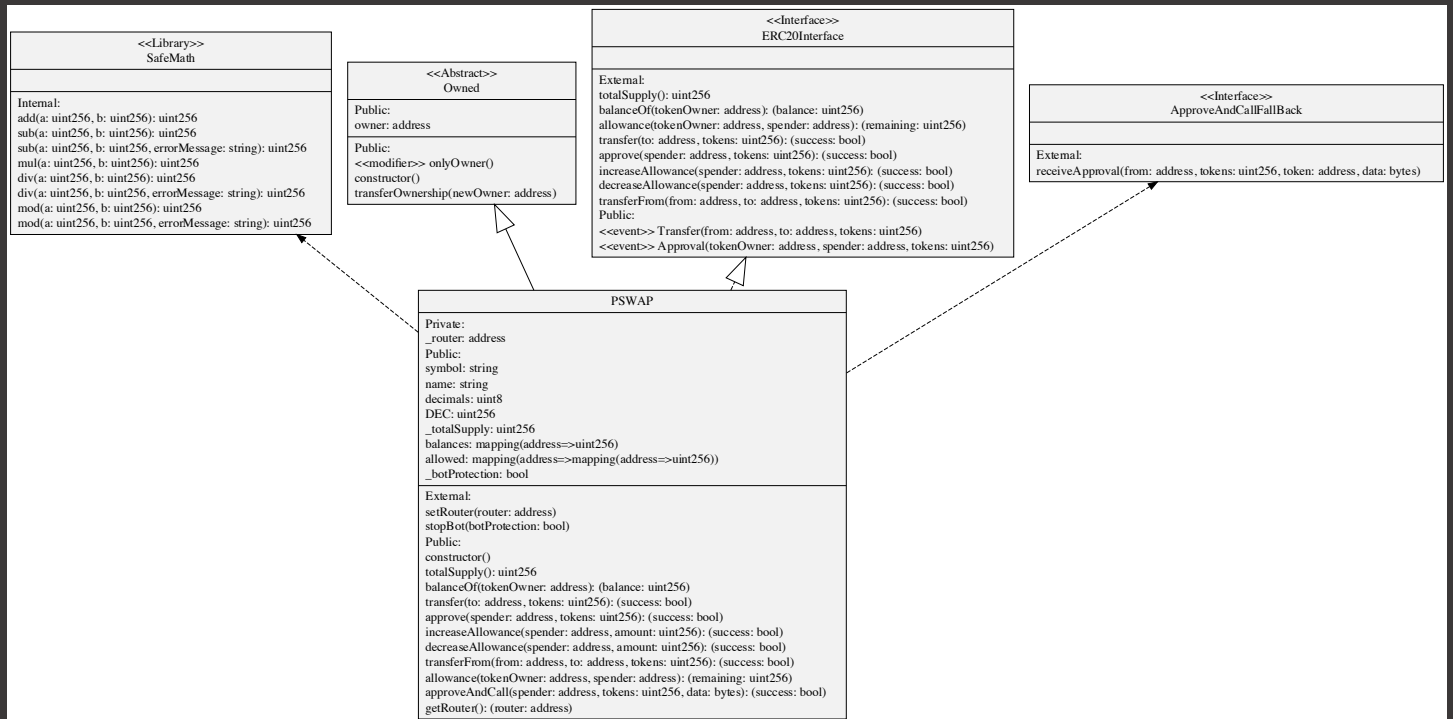 <<Library>>
SafeMath
Internal:
add(a: uint256, b: uint256): uint256
sub(a: uint256, b: uint256): uint256
sub(a: uint256, b: uint256, errorMessage: string): uint256
mul(a: uint256, b: uint256): uint256
div(a: uint256, b: uint256): uint256
div(a: uint256, b: uint256, errorMessage: string): uint256
mod(a: uint256, b: uint256): uint256
mod(a: uint256, b: uint256, errorMessage: string): uint256
<<Abstract>>
Owned
Public:
owner: address
Public:
<<modifier>> onlyOwner()
constructor()
transferOwnership(newOwner: address)
<<Interface>>
ERC20Interface
External:
totalSupply(): uint256
balanceOf(tokenOwner: address): (balance: uint256)
allowance(tokenOwner: address, spender: address): (remaining: uint256)
transfer(to: address, tokens: uint256): (success: bool)
approve(spender: address, tokens: uint256): (success: bool)
increaseAllowance(spender: address, tokens: uint256): (success: bool)
decreaseAllowance(spender: address, tokens: uint256): (success: bool)
transferFrom(from: address, to: address, tokens: uint256): (success: bool)
Public:
<<event>> Transfer(from: address, to: address, tokens: uint256)
<<event>> Approval(tokenOwner: address, spender: address, tokens: uint256)
<<Interface>>
ApproveAndCallFallBack
External:
receiveApproval(from: address, tokens: uint256, token: address, data: bytes)
PSWAP
Private:
_router: address
Public:
symbol: string
name: string
decimals: uint8
DEC: uint256
_totalSupply: uint256
balances: mapping(address=>uint256)
allowed: mapping(address=>mapping(address=>uint256))
_botProtection: bool
External:
setRouter(router: address)
stopBot(botProtection: bool)
Public:
constructor()
totalSupply(): uint256
balanceOf(tokenOwner: address): (balance: uint256)
transfer(to: address, tokens: uint256): (success: bool)
approve(spender: address, tokens: uint256): (success: bool)
increaseAllowance(spender: address, amount: uint256): (success: bool)
decreaseAllowance(spender: address, amount: uint256): (success: bool)
transferFrom(from: address, to: address, tokens: uint256): (success: bool)
allowance(tokenOwner: address, spender: address): (remaining: uint256)
approveAndCall(spender: address, tokens: uint256, data: bytes): (success: bool)
getRouter(): (router: address)